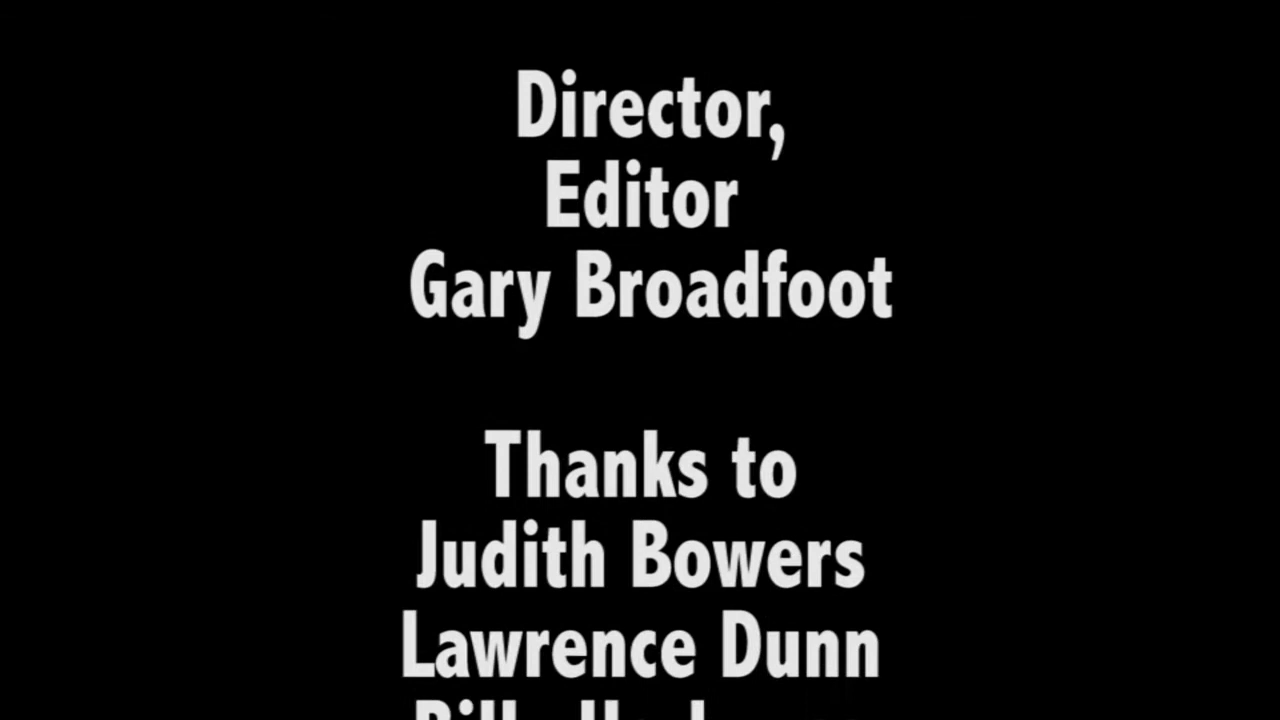 Director,
Editor
Gary Broadfoot
Thanks to
Judith Bowers
Lawrence Dunn